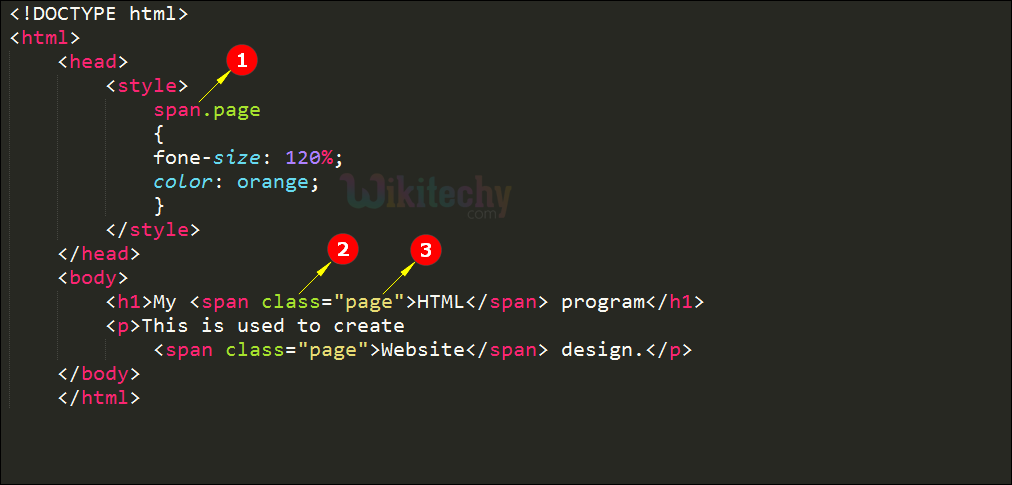 <!DOCTYPE html>
<html>
<head>
1
<style>
span.page
{
fone-size: 120%;
color: orange;
}
Wikitechy
.com
</style>
2 3
</head>
<body>
<h1>My <span class="page">HTML</span> program</h1>
<p>This is used to create
<span class="page">Website</span> design.</p>
</body>
</html>